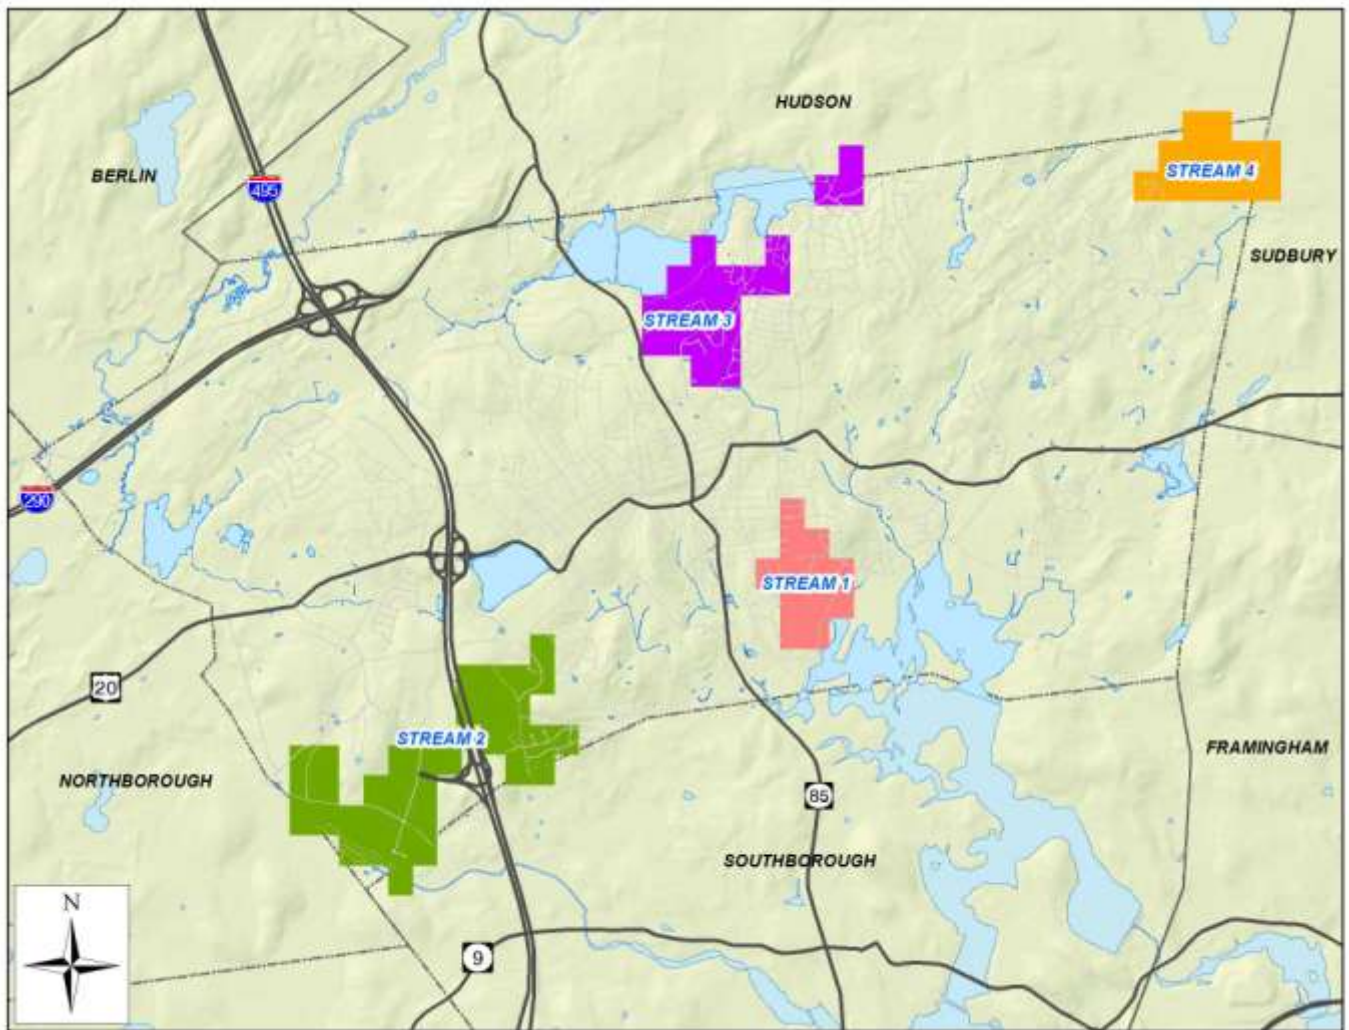 HUDSON
STREAM 4
BERLIN
495
SUDBURY
STREAM 3
290
STREAM 1
20
STREAM 2
FRAMINGHAM
NORTHBOROUGH
85
SOUTHBOROUGH
N
9